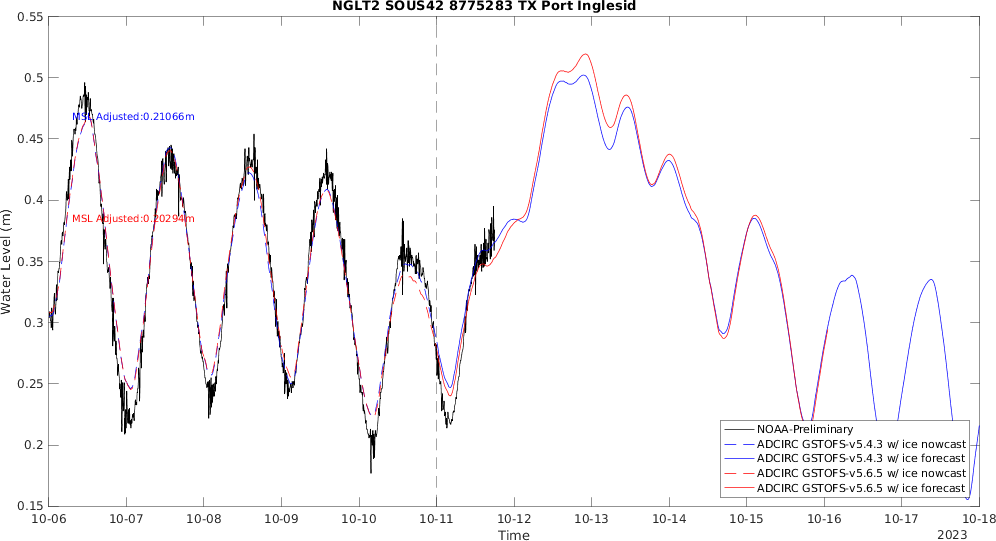 NGLT2 SOUS42 8775283 TX Port Inglesid
0.55
0.5
0.45
0.4
0.35
0.3
0.25
0.2
0.15
Water Level (m)
MSL Adjusted:0.21066m
MSL Adjusted:0.20294m
NOAA-Preliminary
ADCIRC GSTOFS-v5.4.3 w/ ice nowcast
ADCIRC GSTOFS-v5.4.3 w/ ice forecast
ADCIRC GSTOFS-v5.6.5 w/ ice nowcast
ADCIRC GSTOFS-v5.6.5 w/ ice forecast
10-06 10-07 10-08 10-09 10-10 10-11 10-12 10-13 10-14 10-15 10-16 10-17 10-18
Time
2023